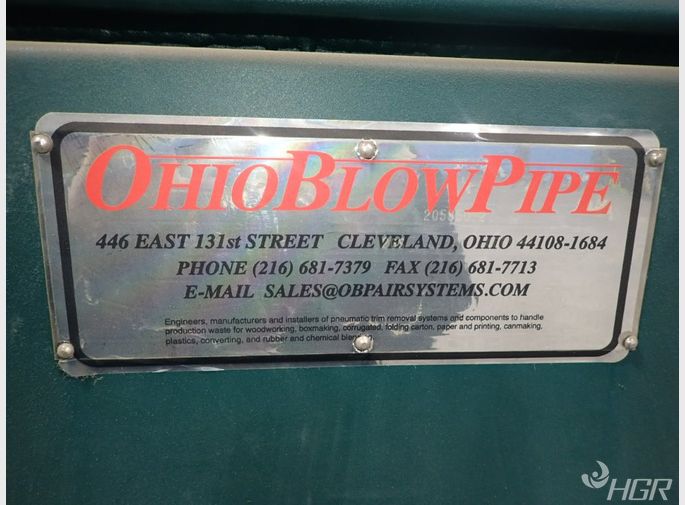 OHIOBLOWPIPE
446 EAST 131st STREET CLEVELAND, OHIO 44108-1684
PHONE (216) 681-7379 FAX (216) 681-7713
E-MAIL SALES@OBPAIRSYSTEMS.COM
Engineers, manufacturers and installers of pneumatic trim removal systems and components to handle
production waste for woodworking, boxmaking, corrugated, folding carton, paper and printing, canmaking,
plastics, converting, and rubber and chemical
HGR